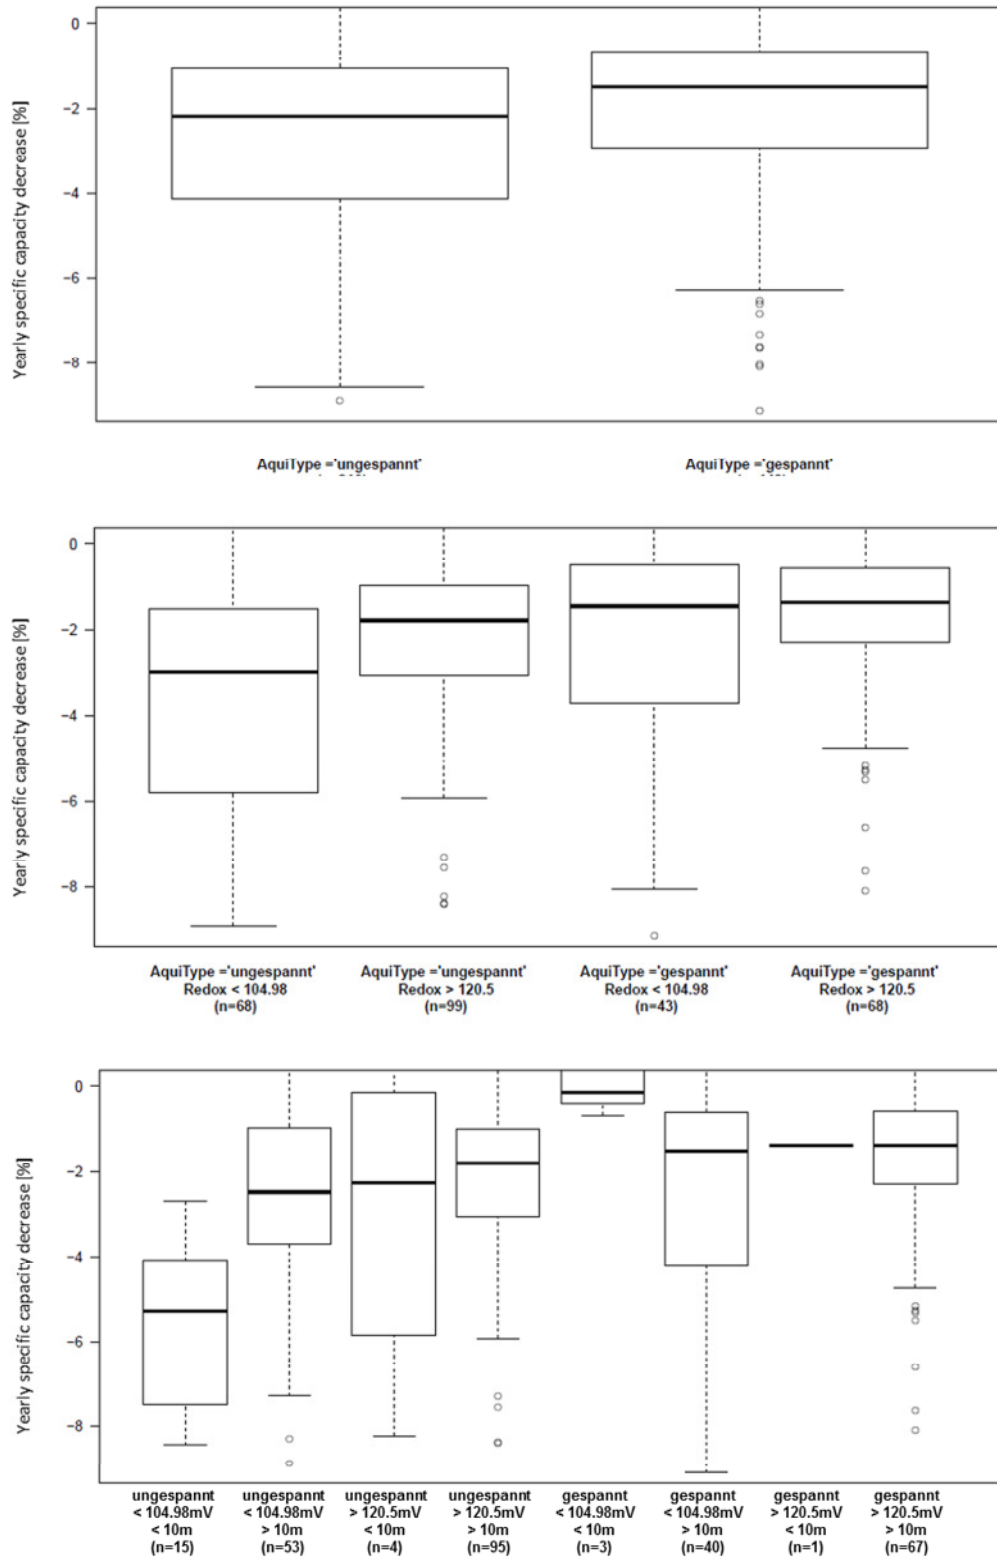 Yearly specific capacity decrease [%]
0
−2
−4
−6
−8
AquiType ='ungespannt'
AquiType ='gespannt'
Yearly specific capacity decrease [%]
0
−2
−4
−6
−8
AquiType ='ungespannt'
Redox < 104.98
(n=68)
AquiType ='ungespannt'
Redox > 120.5
(n=99)
AquiType ='gespannt'
Redox < 104.98
(n=43)
AquiType ='gespannt'
Redox > 120.5
(n=68)
Yearly specific capacity decrease [%]
0
−2
−4
−6
−8
ungespannt
< 104.98mV
< 10m
(n=15)
ungespannt
< 104.98mV
> 10m
(n=53)
ungespannt
> 120.5mV
< 10m
(n=4)
ungespannt
> 120.5mV
> 10m
(n=95)
gespannt
< 104.98mV
< 10m
(n=3)
gespannt
< 104.98mV
> 10m
(n=40)
gespannt
> 120.5mV
< 10m
(n=1)
gespannt
> 120.5mV
> 10m
(n=67)